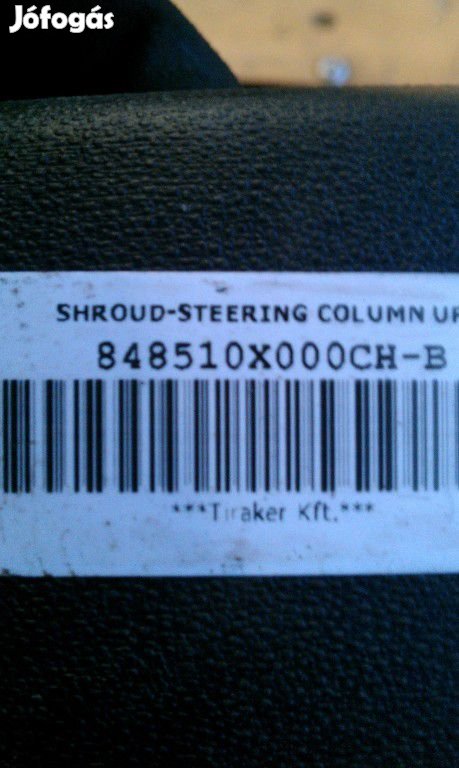 Jófogás
SHROUD-STEERING COLUMN UP
848510X000CH-B
***Tiraker Kft.***